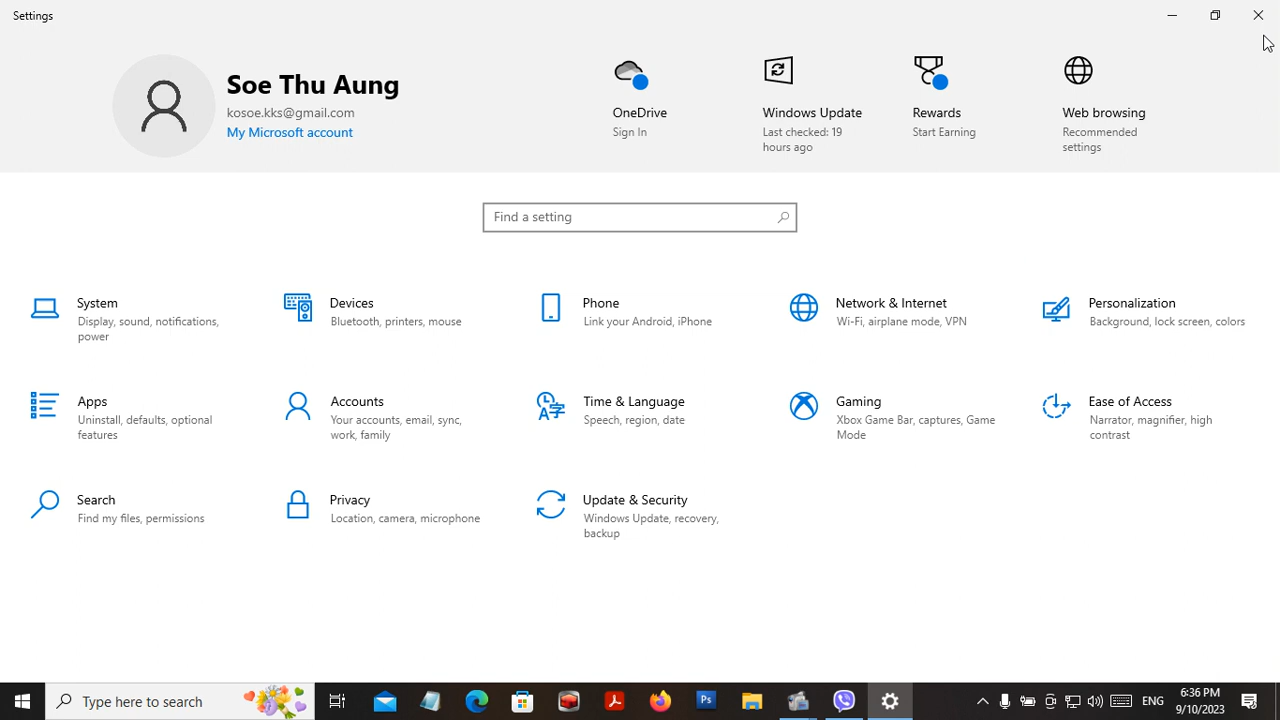 Settings
Soe Thu Aung
kosoe.kks@gmail.com
My Microsoft account
OneDrive
Sign In
Windows Update
Last checked: 19
hours ago
Rewards
Start Earning
Web browsing
Recommended
settings
Find a setting
System
Display, sound, notifications,
power
Devices
Bluetooth, printers, mouse
Phone
Link your Android, iPhone
Network & Internet
Wi-Fi, airplane mode, VPN
Personalization
Background, lock screen, colors
Apps
Uninstall, defaults, optional
features
Accounts
Your accounts, email, sync,
work, family
Time & Language
Speech, region, date
Gaming
Xbox Game Bar, captures, Game
Mode
Ease of Access
Narrator, magnifier, high
contrast
Search
Find my files, permissions
Privacy
Location, camera, microphone
Update & Security
Windows Update, recovery,
backup
Type here to search
Ps
ENG
6:36 PM
9/10/2023